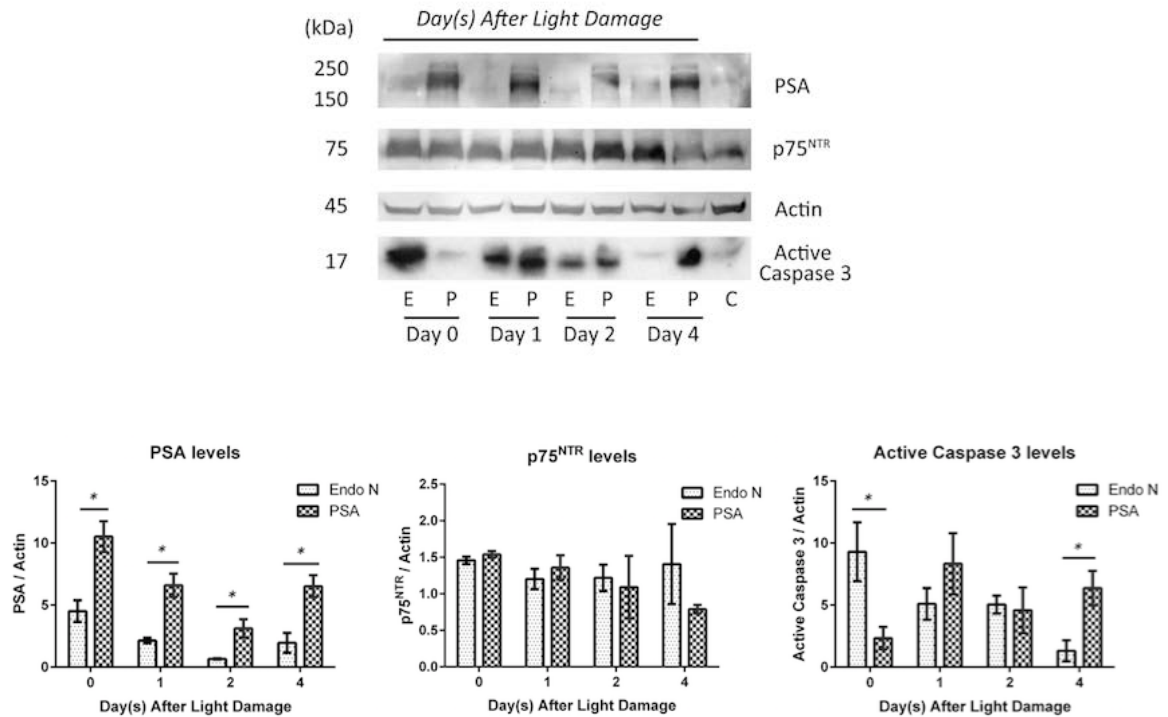 (kDa) Day(s) After Light Damage
250
150
PSA
75 p75NTR
45 Actin
17 Active
Caspase 3
E P E P E P E P C
Day 0 Day 1 Day 2 Day 4
PSA levels
15
10
5
0
PSA / Actin
*
*
*
*
Endo N
PSA
0 1 2 4
Day(s) After Light Damage
p75NTR levels
2.5
2.0
1.5
1.0
0.5
0.0
p75NTR / Actin
Endo N
PSA
0 1 2 4
Day(s) After Light Damage
Active Caspase 3 levels
15
10
5
0
Active Caspase 3 / Actin
*
*
Endo N
PSA
0 1 2 4
Day(s) After Light Damage